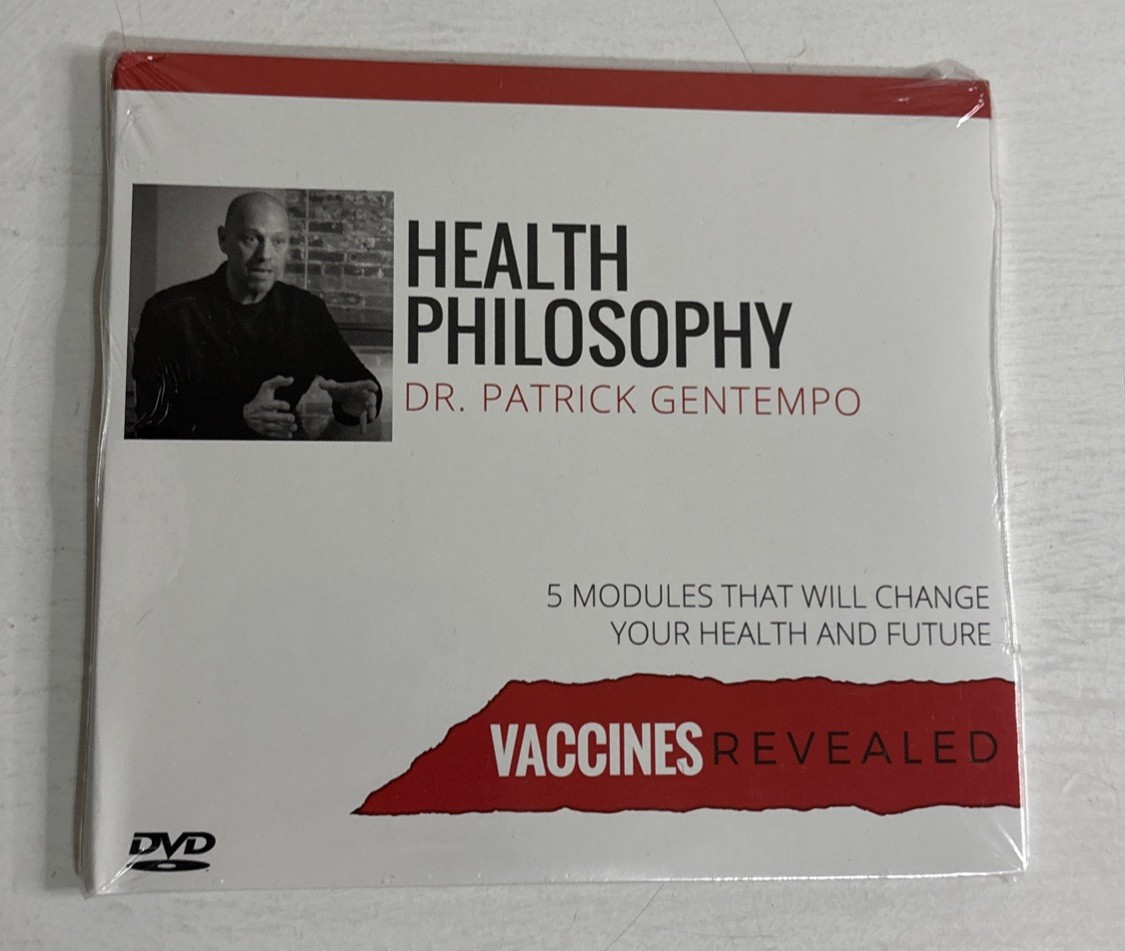 HEALTH
PHILOSOPHY
DR. PATRICK GENTEMPO
5 MODULES THAT WILL CHANGE
YOUR HEALTH AND FUTURE
VACCINES REVEALED
DVD